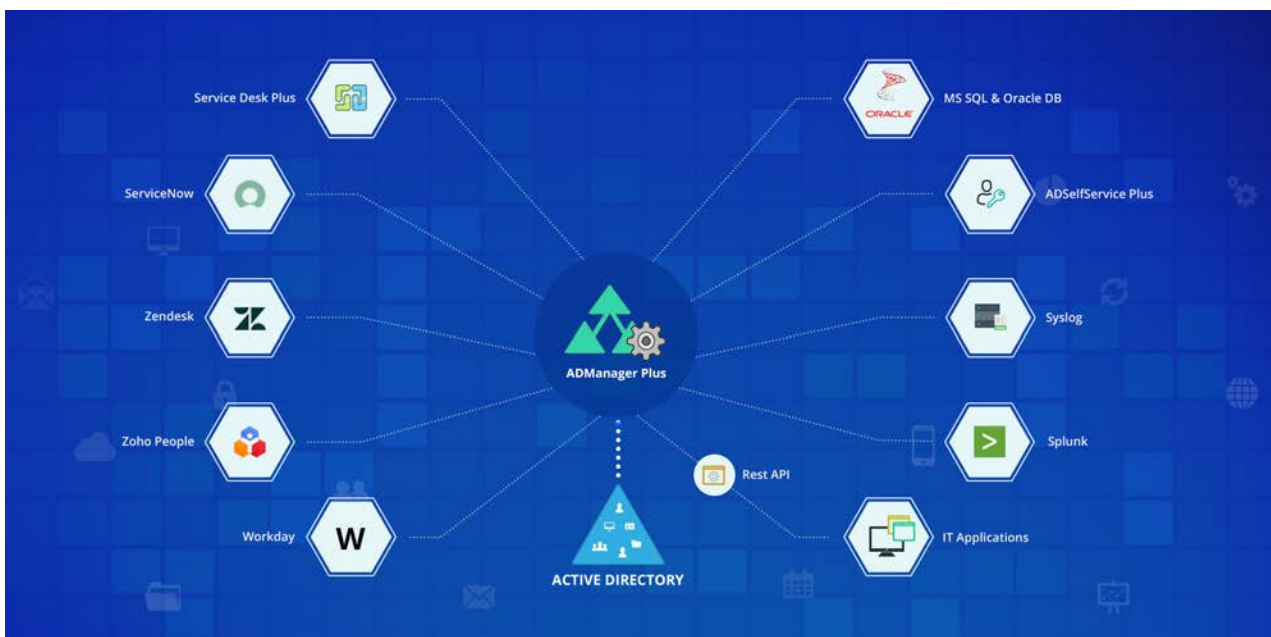 Service Desk Plus
ORACLE
MS SQL & Oracle DB
ServiceNow
ADSelfService Plus
Zendesk
Syslog
ADManager Plus
Zoho People
Splunk
Rest API
Workday
W
IT Applications
ACTIVE DIRECTORY